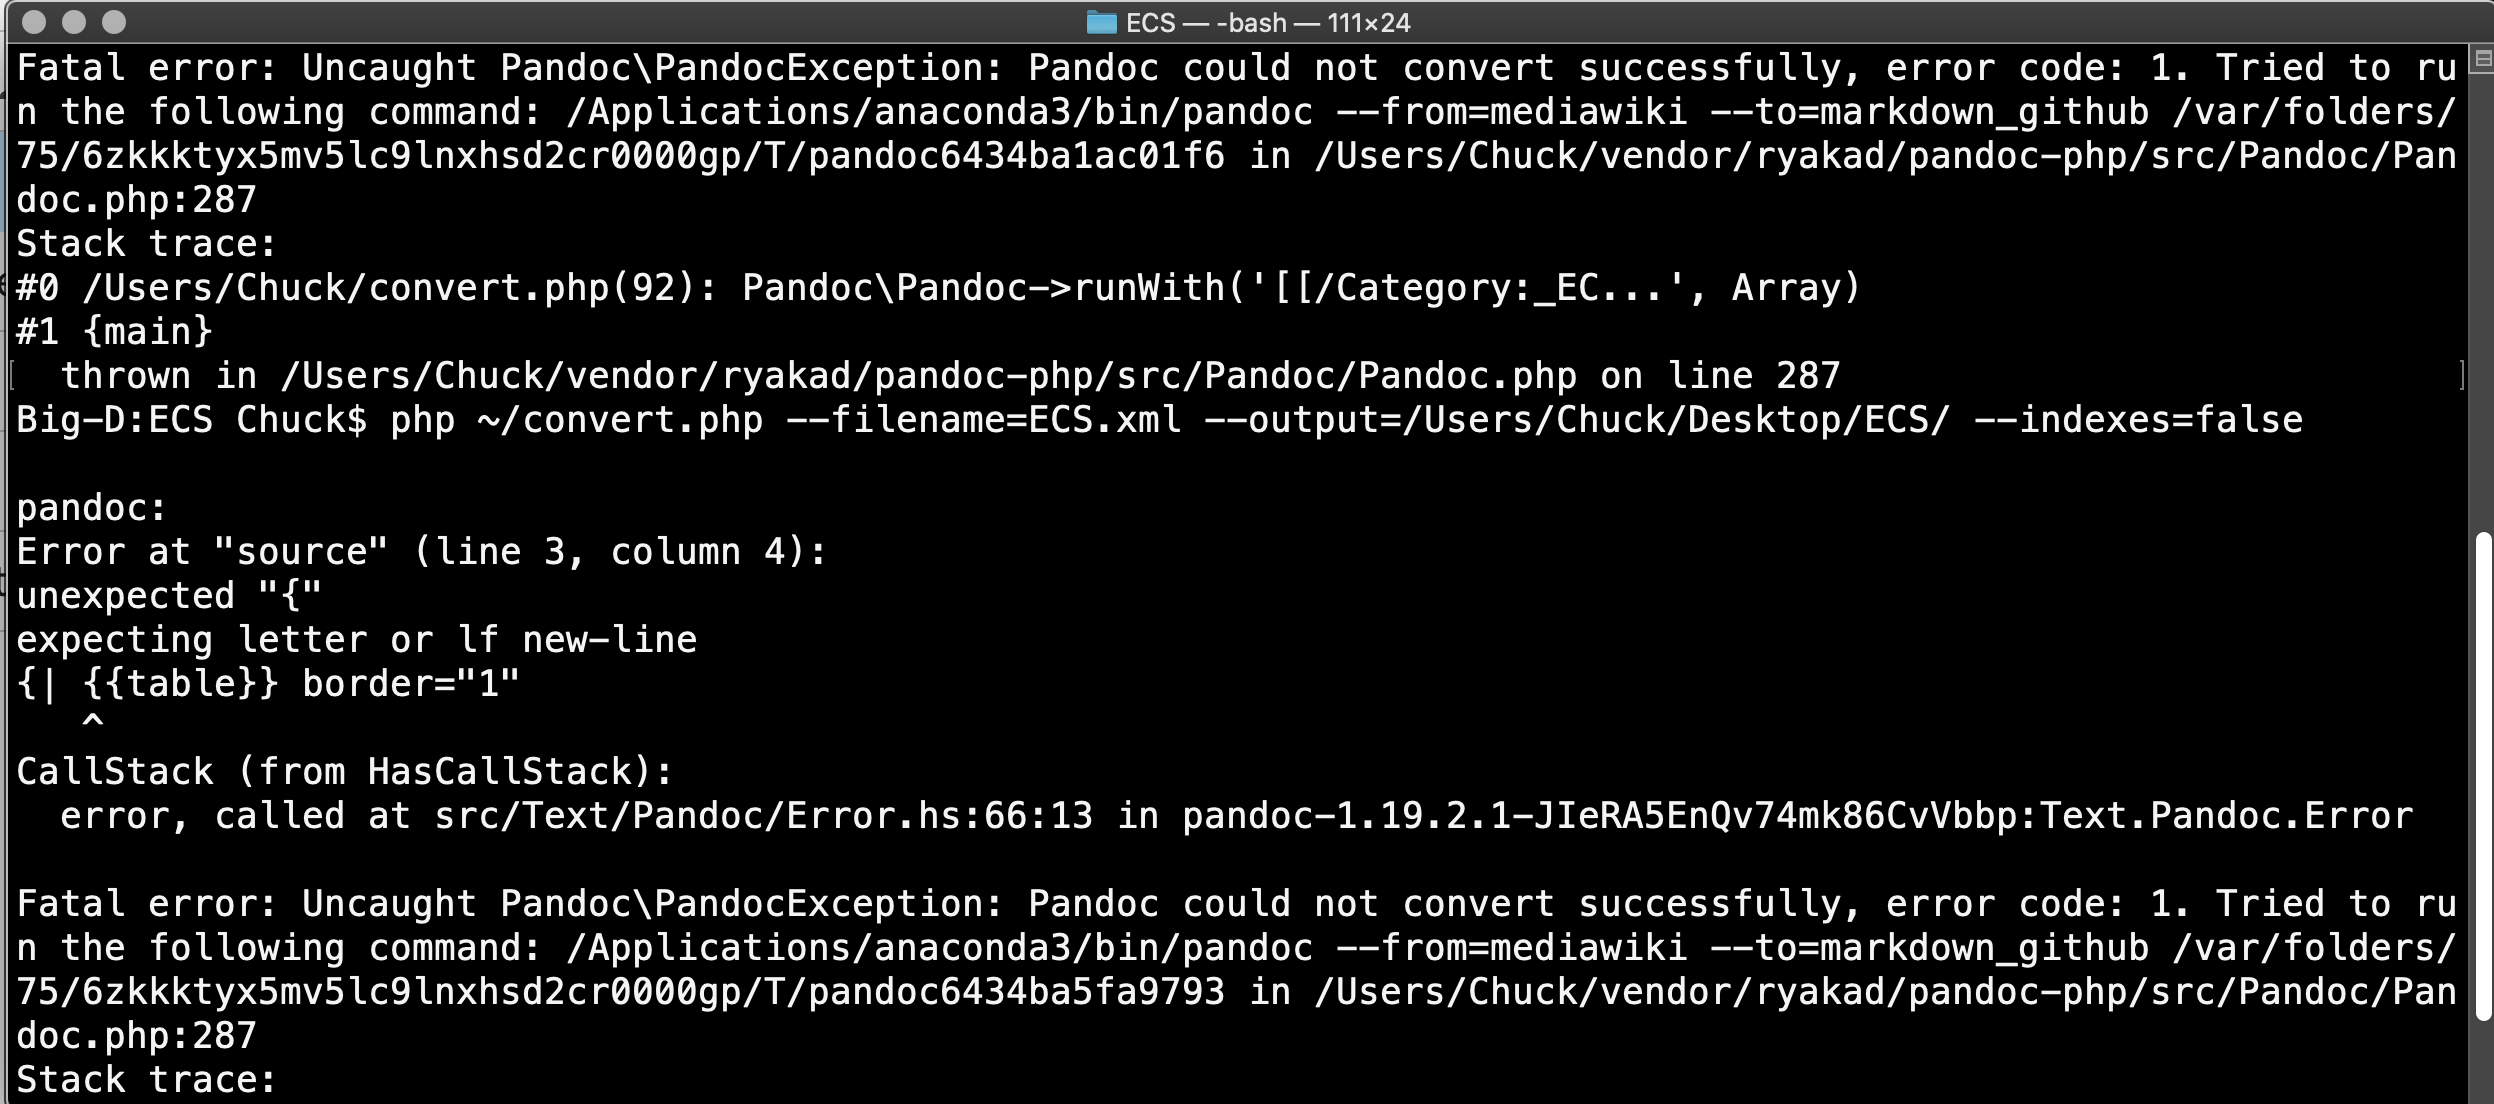 ECS — -bash — 111×24
Fatal error: Uncaught Pandoc\PandocException: Pandoc could not convert successfully, error code: 1. Tried to ru
n the following command: /Applications/anaconda3/bin/pandoc --from=mediawiki --to=markdown_github /var/folders/
75/6zkkktyx5mv5lc9lnxhsd2cr0000gp/T/pandoc6434ba1ac01f6 in /Users/Chuck/vendor/ryakad/pandoc-php/src/Pandoc/Pan
doc.php:287
Stack trace:
#0 /Users/Chuck/convert.php(92): Pandoc\Pandoc->runWith('[[/Category:_EC...', Array)
#1 {main}
  thrown in /Users/Chuck/vendor/ryakad/pandoc-php/src/Pandoc/Pandoc.php on line 287
Big-D:ECS Chuck$ php ~/convert.php --filename=ECS.xml --output=/Users/Chuck/Desktop/ECS/ --indexes=false
pandoc:
Error at "source" (line 3, column 4):
unexpected "{"
expecting letter or lf new-line
{| {{table}} border="1"
   ^
CallStack (from HasCallStack):
  error, called at src/Text/Pandoc/Error.hs:66:13 in pandoc-1.19.2.1-JIeRA5EnQv74mk86CvVbbp:Text.Pandoc.Error
Fatal error: Uncaught Pandoc\PandocException: Pandoc could not convert successfully, error code: 1. Tried to ru
n the following command: /Applications/anaconda3/bin/pandoc --from=mediawiki --to=markdown_github /var/folders/
75/6zkkktyx5mv5lc9lnxhsd2cr0000gp/T/pandoc6434ba5fa9793 in /Users/Chuck/vendor/ryakad/pandoc-php/src/Pandoc/Pan
doc.php:287
Stack trace: